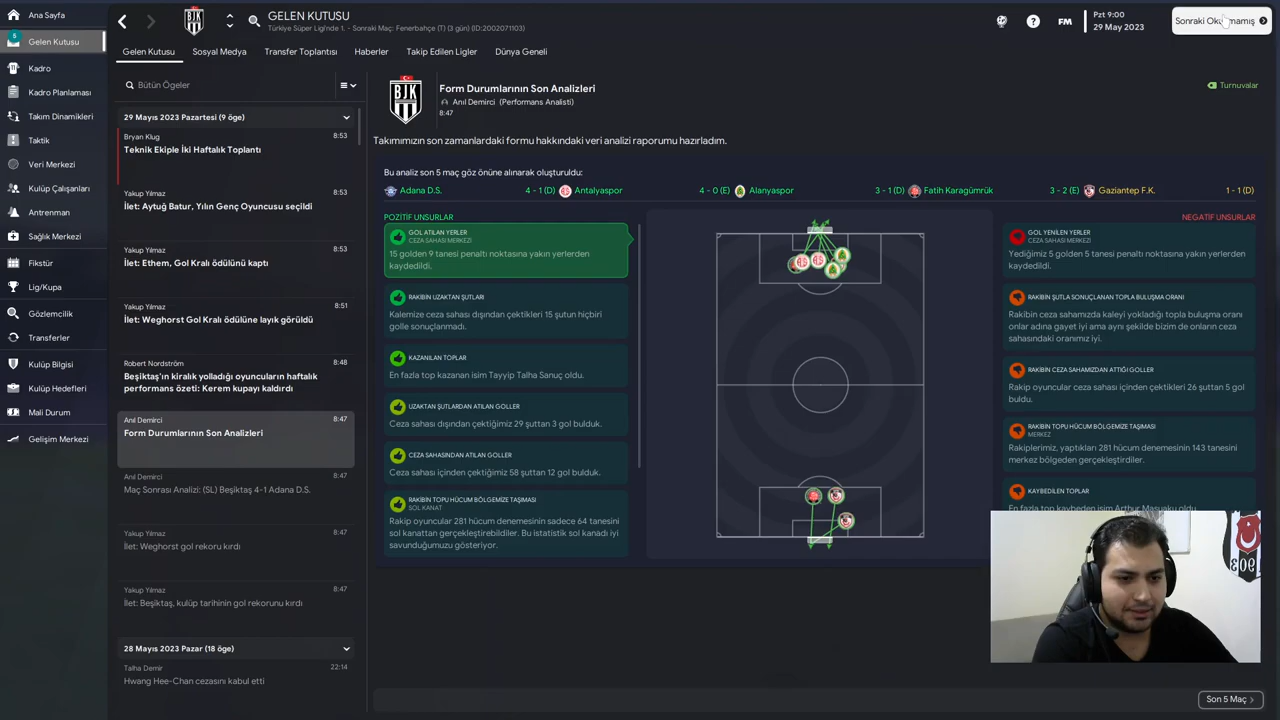 Ana Sayfa
5
Gelen Kutusu
Kadro
Kadro Planlaması
Takım Dinamikleri
Taktik
Veri Merkezi
Kulüp Çalışanları
Antrenman
Sağlık Merkezi
Fikstür
Lig/Kupa
Gözlemcilik
Transferler
Kulüp Bilgisi
Kulüp Hedefleri
Mali Durum
Gelişim Merkezi
BJK
GELEN KUTUSU
Türkiye Süper Lig'inde 1. - Sonraki Maç: Fenerbahçe (T) (3 gün) (ID:2002071103)
FM
Pzt 9:00
29 May 2023
Gelen Kutusu
Sosyal Medya
Transfer Toplantısı
Haberler
Takip Edilen Ligler
Dünya Geneli
Bütün Ögeler
29 Mayıs 2023 Pazartesi (9 öge)
Bryan Klug
8:53
Teknik Ekiple İki Haftalık Toplantı
Yakup Yılmaz
8:53
İlet: Aytuğ Batur, Yılın Genç Oyuncusu seçildi
Yakup Yılmaz
8:53
İlet: Ethem, Gol Kralı ödülünü kaptı
Yakup Yılmaz
8:51
İlet: Weghorst Gol Kralı ödülüne layık görüldü
Robert Nordström
8:48
Beşiktaş'ın kiralık yolladığı oyuncuların haftalık
performans özeti: Kerem kupayı kaldırdı
Anıl Demirci
8:47
Form Durumlarının Son Analizleri
Anıl Demirci
8:47
Maç Sonrası Analizi: (SL) Beşiktaş 4-1 Adana D.S.
Yakup Yılmaz
8:47
İlet: Weghorst gol rekoru kırdı
Yakup Yılmaz
8:47
İlet: Beşiktaş, kulüp tarihinin gol rekorunu kırdı
28 Mayıs 2023 Pazar (18 öge)
Talha Demir
22:14
Hwang Hee-Chan cezasını kabul etti
BJK
Form Durumlarının Son Analizleri
Anıl Demirci (Performans Analisti)
8:47
Turnuvalar
Takımımızın son zamanlardaki formu hakkındaki veri analizi raporumu hazırladım.
Bu analiz son 5 maç göz önüne alınarak oluşturuldu:
Adana D.S. 4 - 1 (D) Antalyaspor 4 - 0 (E) Alanyaspor 3 - 1 (D) Fatih Karagümrük 3 - 2 (E) Gaziantep F.K. 1 - 1 (D)
POZİTİF UNSURLAR
GOL ATILAN YERLER
CEZA SAHASI MERKEZİ
15 golden 9 tanesi penaltı noktasına yakın yerlerden
kaydedildi.
RAKİBİN UZAKTAN ŞUTLARI
Kalemize ceza sahası dışından çektikleri 15 şutun hiçbiri
golle sonuçlanmadı.
KAZANILAN TOPLAR
En fazla top kazanan isim Tayyip Talha Sanuç oldu.
UZAKTAN ŞUTLARDAN ATILAN GOLLER
Ceza sahası dışından çektiğimiz 29 şuttan 3 gol bulduk.
CEZA SAHASINDAN ATILAN GOLLER
Ceza sahası içinden çektiğimiz 58 şuttan 12 gol bulduk.
RAKİBİN TOPU HÜCUM BÖLGEMİZE TAŞIMASI
SOL KANAT
Rakip oyuncular 281 hücum denemesinin sadece 64 tanesini
sol kanattan gerçekleştirebildiler. Bu istatistik sol kanadı iyi
savunduğumuzu gösteriyor.
NEGATİF UNSURLAR
GOL YENİLEN YERLER
CEZA SAHASI MERKEZİ
Yediğimiz 5 golden 5 tanesi penaltı noktasına yakın yerlerden
kaydedildi.
RAKİBİN ŞUTLA SONUÇLANAN TOPLA BULUŞMA ORANI
Rakibin ceza sahamızda kaleyi yokladığı topla buluşma oranı
onlar adına gayet iyi ama aynı şekilde bizim de onların ceza
sahasındaki oranımız iyi.
RAKİBİN CEZA SAHAMIZDAN ATTIĞI GOLLER
Rakip oyuncular ceza sahası içinden çektikleri 26 şuttan 5 gol
buldu.
RAKİBİN TOPU HÜCUM BÖLGEMİZE TAŞIMASI
MERKEZ
Rakiplerimiz, yaptıkları 281 hücum denemesinin 143 tanesini
merkez bölgeden gerçekleştirdiler.
KAYBEDİLEN TOPLAR
En fazla top kaybeden isim Arthur Masuaku oldu.
Son 5 Maç